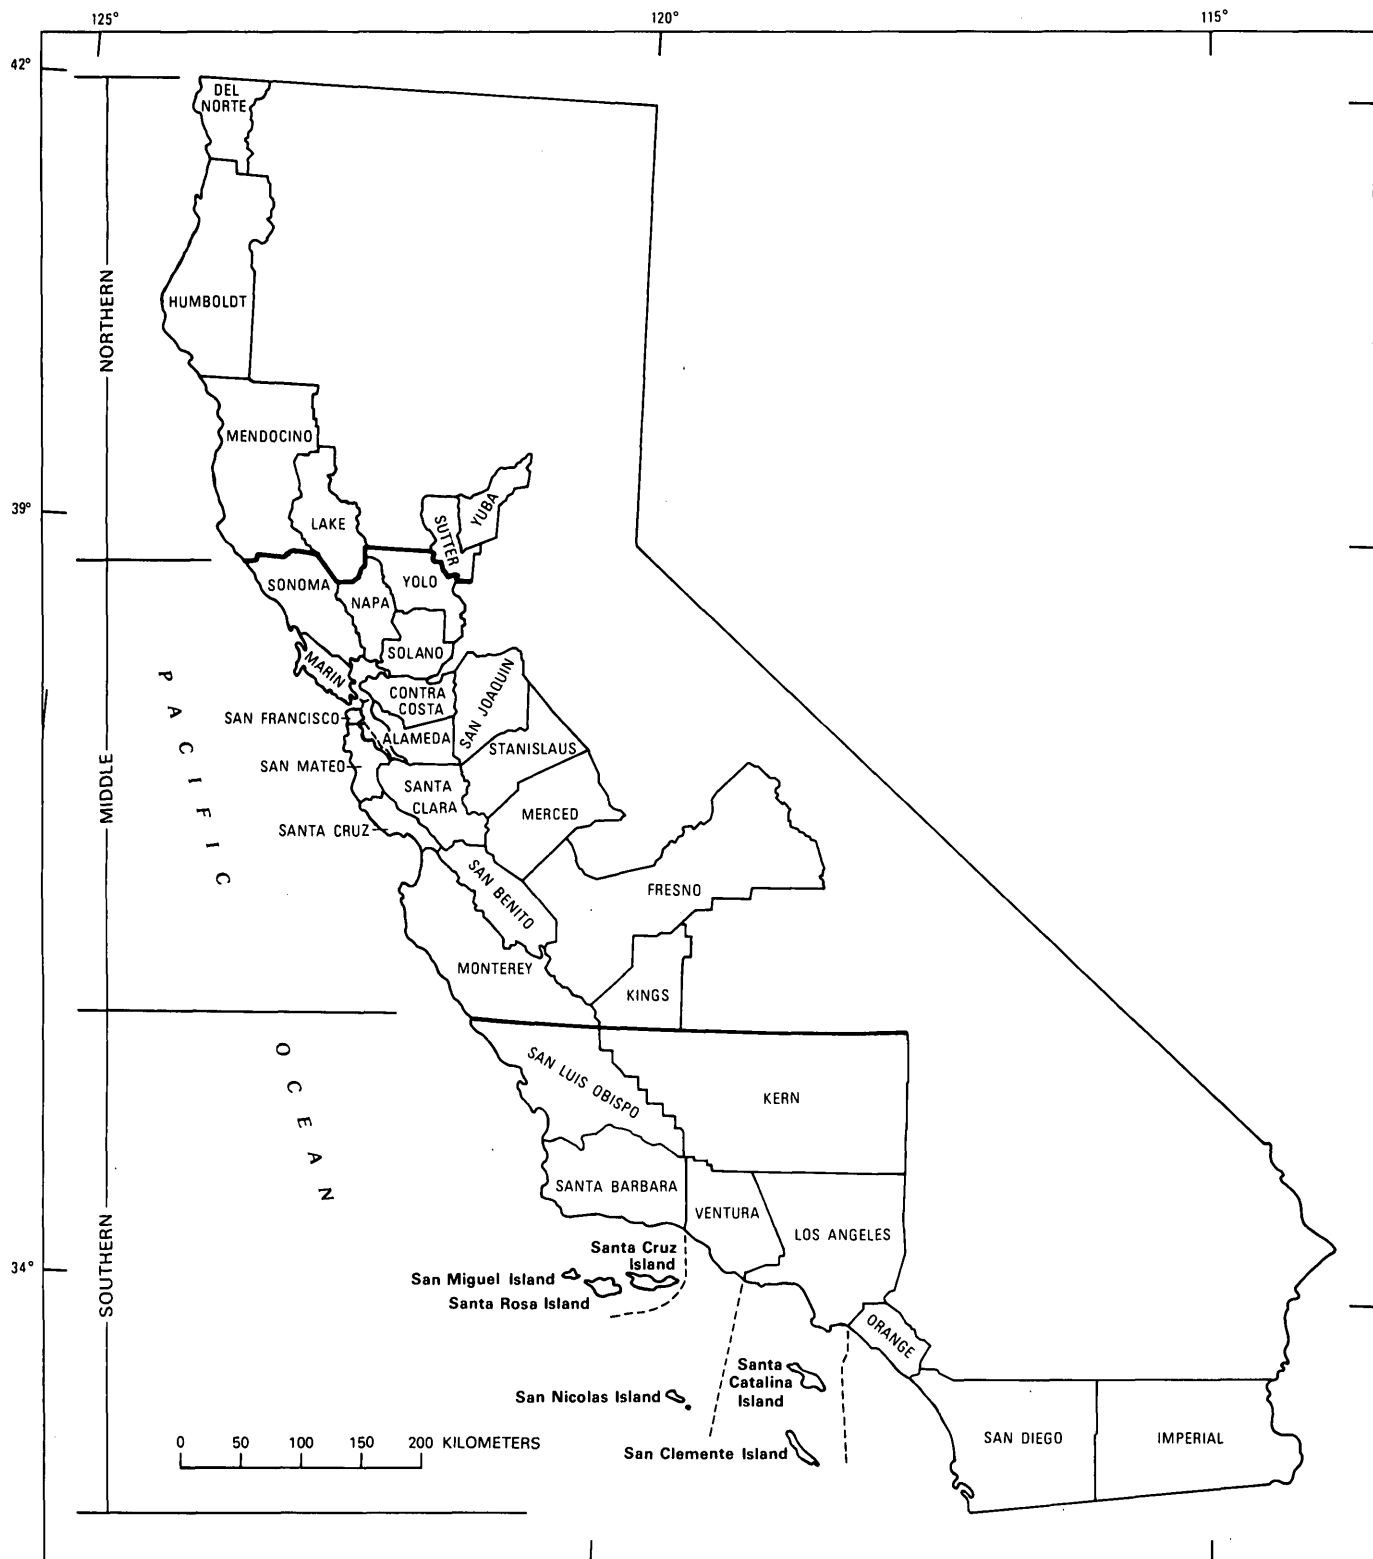 125°
120°
115°
42°
DEL
NORTE
NORTHERN
HUMBOLDT
MENDOCINO
39°
LAKE
SUTTER
YUBA
SONOMA
NAPA
YOLO
SOLANO
MARIN
CONTRA
COSTA
SAN JOAQUIN
SAN FRANCISCO
ALAMEDA
STANISLAUS
SAN MATEO
SANTA
CLARA
MERCED
MIDDLE
SANTA CRUZ
PACIFIC
SAN BENITO
FRESNO
MONTEREY
KINGS
OCEAN
SAN LUIS OBISPO
KERN
SANTA BARBARA
VENTURA
LOS ANGELES
SOUTHERN
34°
Santa Cruz
Island
San Miguel Island
Santa Rosa Island
ORANGE
Santa
Catalina
Island
San Nicolas Island
San Clemente Island
SAN DIEGO
IMPERIAL
0 50 100 150 200 KILOMETERS